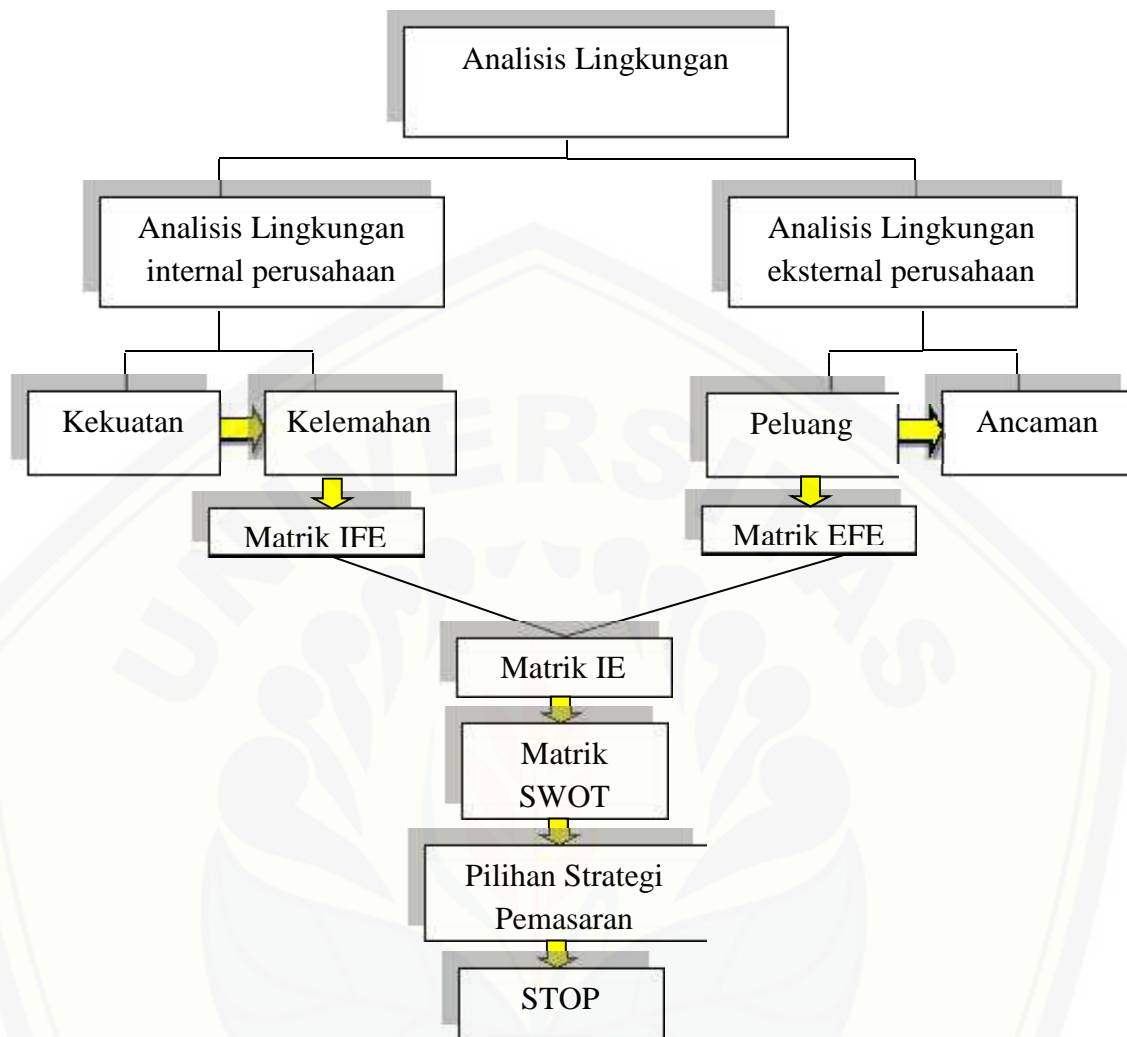 Analisis Lingkungan
Analisis Lingkungan
internal perusahaan
Analisis Lingkungan
eksternal perusahaan
Kekuatan
Kelemahan
Peluang
Ancaman
Matrik IFE
Matrik EFE
UNIVERSITAS
Matrik IE
Matrik
SWOT
Pilihan Strategi
Pemasaran
STOP